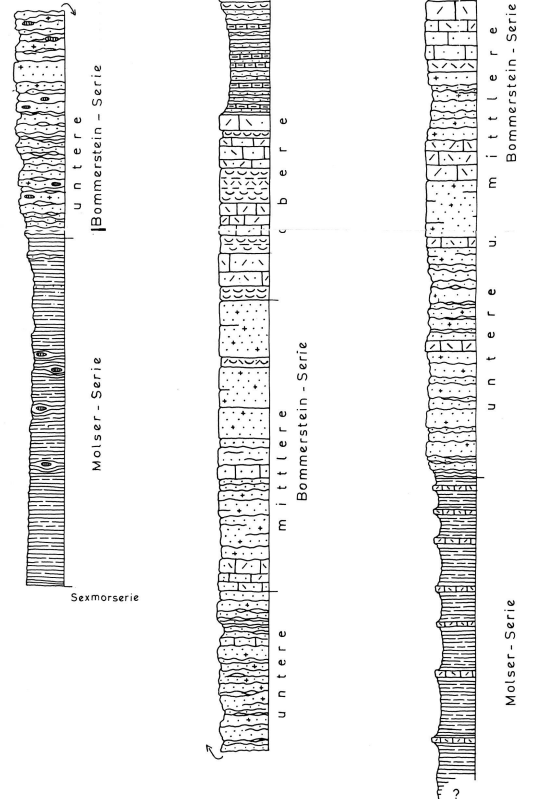 untere
Bommerstein - Serie
Molser - Serie
Sexmorserie
obere
mittlere
Bommerstein - Serie
untere
mittlere
Bommerstein - Serie
untere u.
Molser - Serie
?